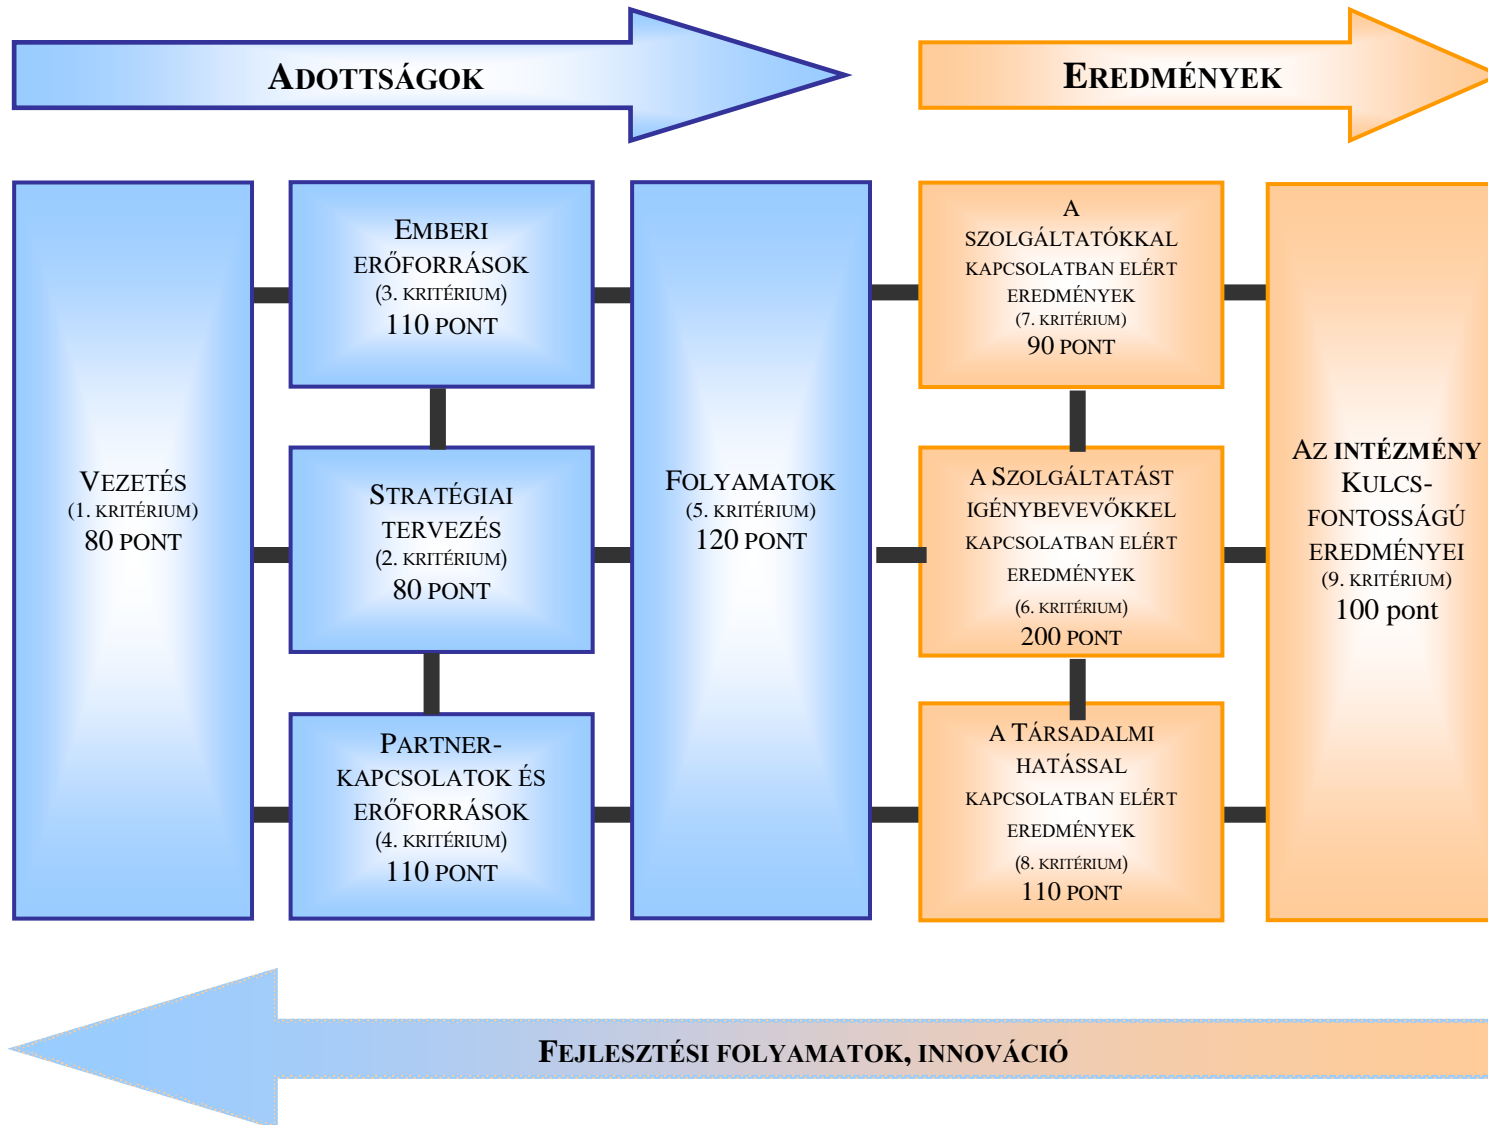 ADOTTSÁGOK
EREDMÉNYEK
VEZETÉS
(1. KRITÉRIUM)
80 PONT
EMBERI
ERŐFORRÁSOK
(3. KRITÉRIUM)
110 PONT
STRATÉGIAI
TERVEZÉS
(2. KRITÉRIUM)
80 PONT
PARTNER-
KAPCSOLATOK ÉS
ERŐFORRÁSOK
(4. KRITÉRIUM)
110 PONT
FOLYAMATOK
(5. KRITÉRIUM)
120 PONT
A
SZOLGÁLTATÓKKAL
KAPCSOLATBAN ELÉRT
EREDMÉNYEK
(7. KRITÉRIUM)
90 PONT
A SZOLGÁLTATÁST
IGÉNYBEVEVŐKKEL
KAPCSOLATBAN ELÉRT
EREDMÉNYEK
(6. KRITÉRIUM)
200 PONT
A TÁRSADALMI
HATÁSSAL
KAPCSOLATBAN ELÉRT
EREDMÉNYEK
(8. KRITÉRIUM)
110 PONT
AZ INTÉZMÉNY
KULCS-
FONTOSSÁGÚ
EREDMÉNYEI
(9. KRITÉRIUM)
100 pont
FEJLESZTÉSI FOLYAMATOK, INNOVÁCIÓ